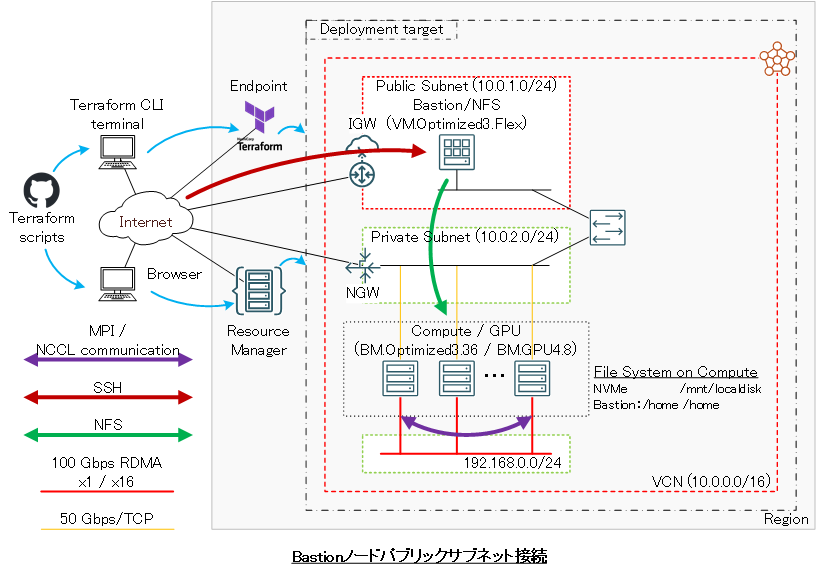 Deployment target
Endpoint
HashiCorp
Terraform
Terraform CLI
terminal
Terraform
scripts
Internet
Browser
Resource
Manager
Public Subnet (10.0.1.0/24)
Bastion/NFS
IGW
(VM.Optimized3.Flex)
Private Subnet (10.0.2.0/24)
NGW
Compute / GPU
(BM.Optimized3.36 / BM.GPU4.8)
...
File System on Compute
NVMe /mnt/localdisk
Bastion:/home /home
192.168.0.0/24
VCN (10.0.0.0/16)
Region
MPI /
NCCL communication
SSH
NFS
100 Gbps RDMA
x1 / x16
50 Gbps/TCP
Bastionノードパブリックサブネット接続